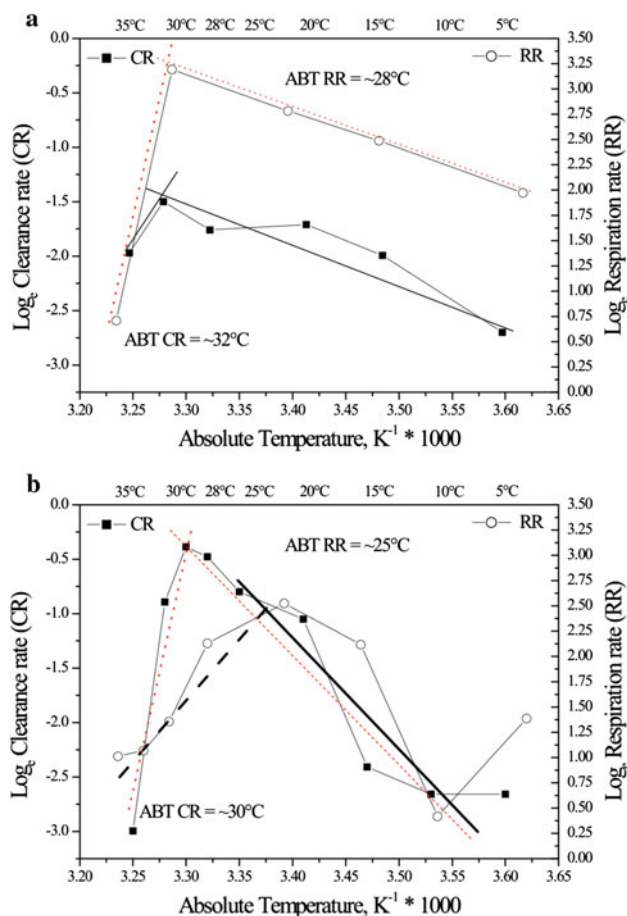 a
35°C 30°C 28°C 25°C 20°C 15°C 10°C 5°C
0.0 -0.5 -1.0 -1.5 -2.0 -2.5 -3.0
Log_e Clearance rate (CR)
CR
RR
ABT RR = ~28°C
ABT CR = ~32°C
3.50 3.25 3.00 2.75 2.50 2.25 2.00 1.75 1.50 1.25 1.00 0.75 0.50 0.25 0.00
Log_e Respiration rate (RR)
3.20 3.25 3.30 3.35 3.40 3.45 3.50 3.55 3.60 3.65
Absolute Temperature, K^-1 * 1000
b
35°C 30°C 28°C 25°C 20°C 15°C 10°C 5°C
0.0 -0.5 -1.0 -1.5 -2.0 -2.5 -3.0
Log_e Clearance rate (CR)
CR
RR
ABT RR = ~25°C
ABT CR = ~30°C
3.50 3.25 3.00 2.75 2.50 2.25 2.00 1.75 1.50 1.25 1.00 0.75 0.50 0.25 0.00
Log_e Respiration rate (RR)
3.20 3.25 3.30 3.35 3.40 3.45 3.50 3.55 3.60 3.65
Absolute Temperature, K^-1 * 1000